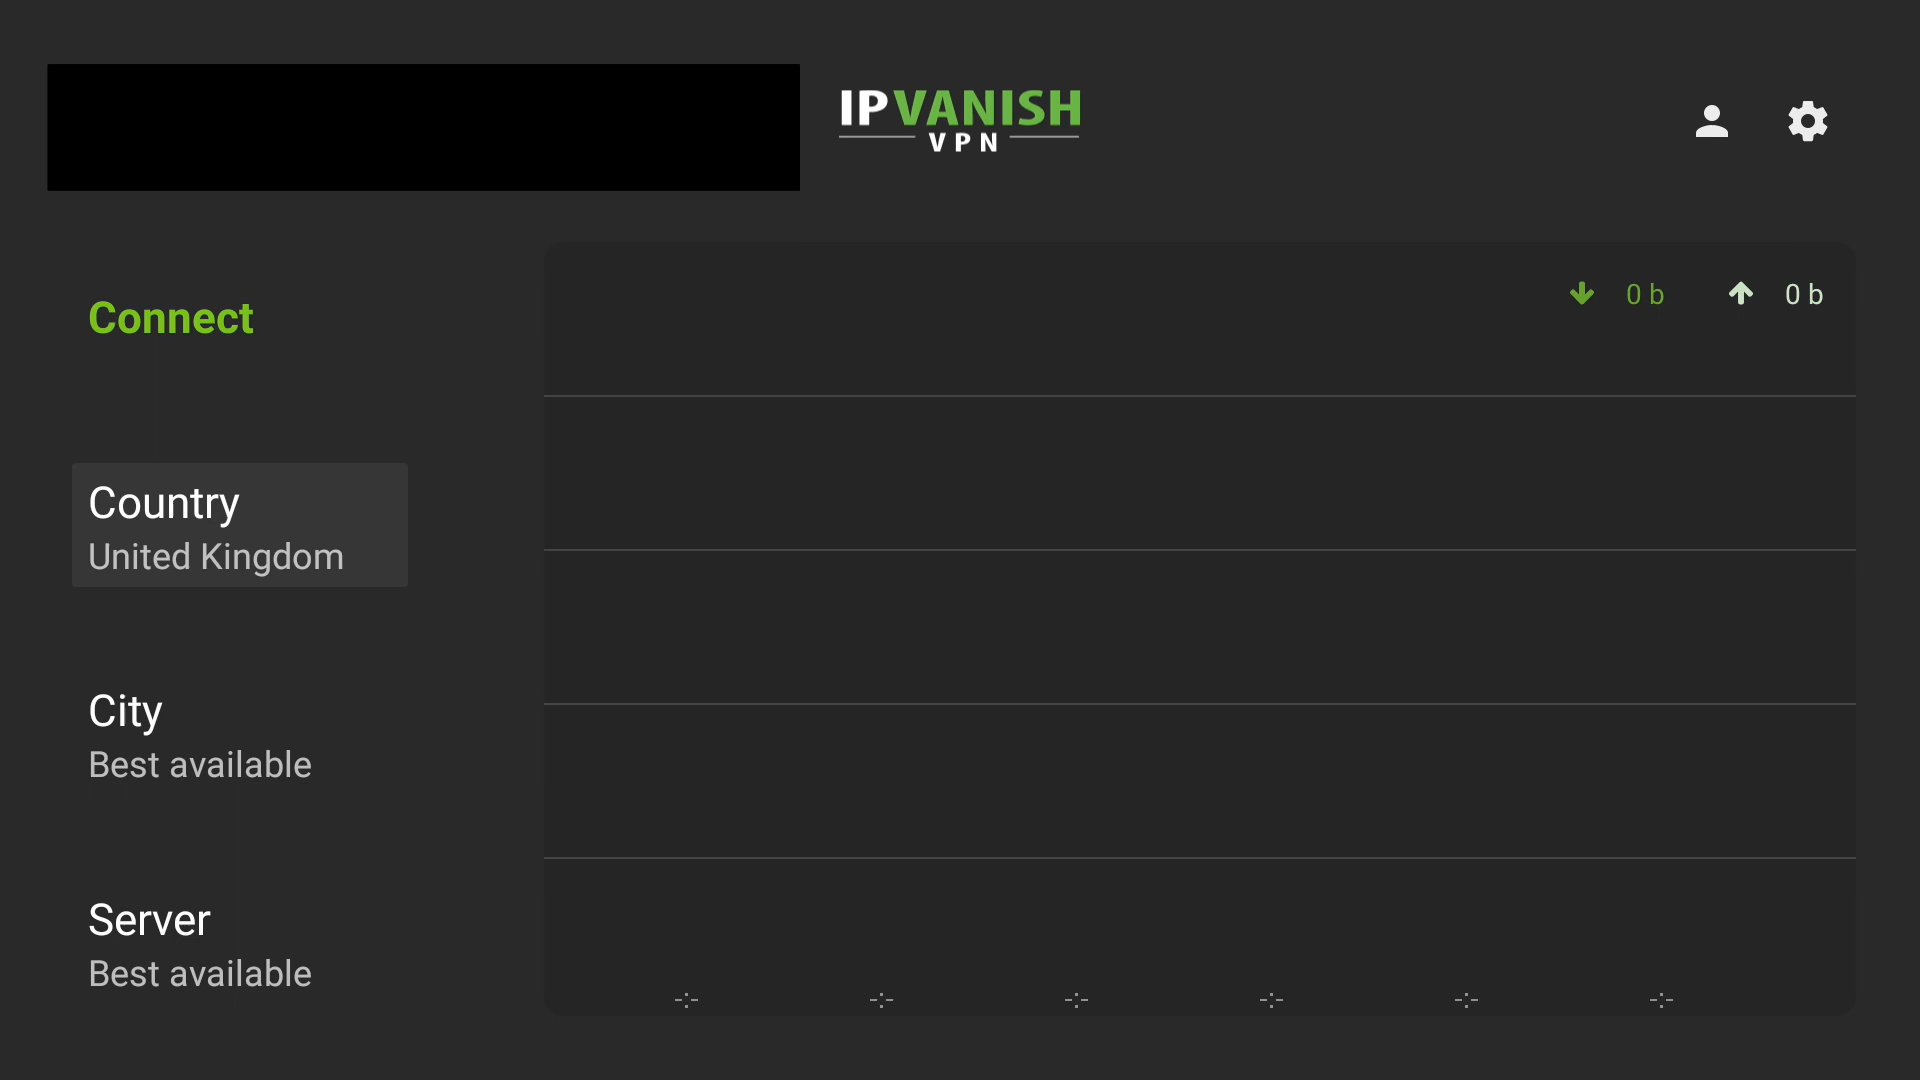 IPVANISH
VPN
0 b
0 b
Connect
Country
United Kingdom
City
Best available
Server
Best available
-:-
-:-
-:-
-:-
-:-
-:-